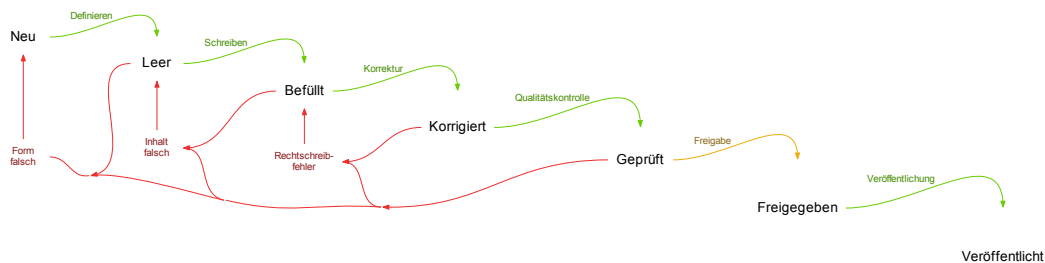 Definieren
Neu
Schreiben
Leer
Korrektur
Befüllt
Qualitätskontrolle
Korrigiert
Form
falsch
Inhalt
falsch
Rechtschreib-
fehler
Freigabe
Geprüft
Veröffentlichung
Freigegeben
Veröffentlicht